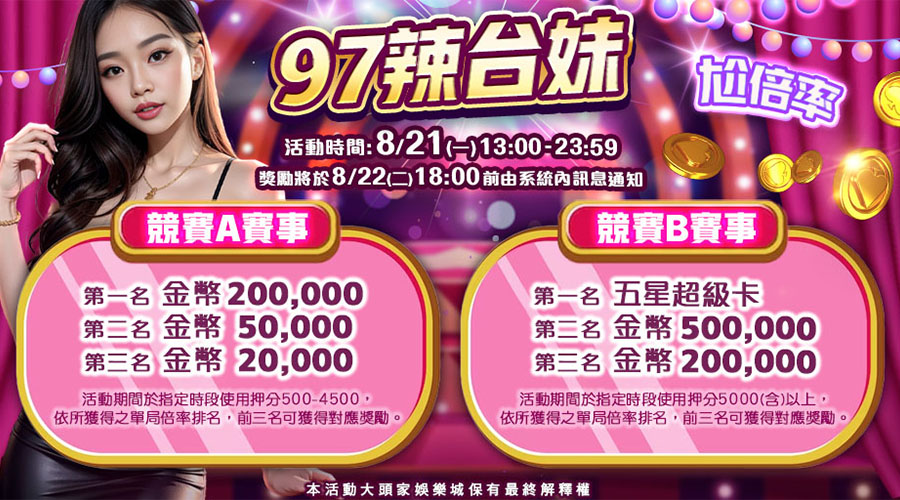 97辣台妹
尬倍率
活動時間:8/21(一)13:00-23:59
獎勵將於8/22(二)18:00前由系統內訊息通知
競賽A賽事
第一名 金幣 200,000
第二名 金幣 50,000
第三名 金幣 20,000
活動期間於指定時段使用押分500-4500，
依所獲得之單局倍率排名，前三名可獲得對應獎勵。
競賽B賽事
第一名 五星超級卡
第二名 金幣 500,000
第三名 金幣 200,000
活動期間於指定時段使用押分5000(含)以上，
依所獲得之單局倍率排名，前三名可獲得對應獎勵。
本活動大頭家娛樂城保有最終解釋權